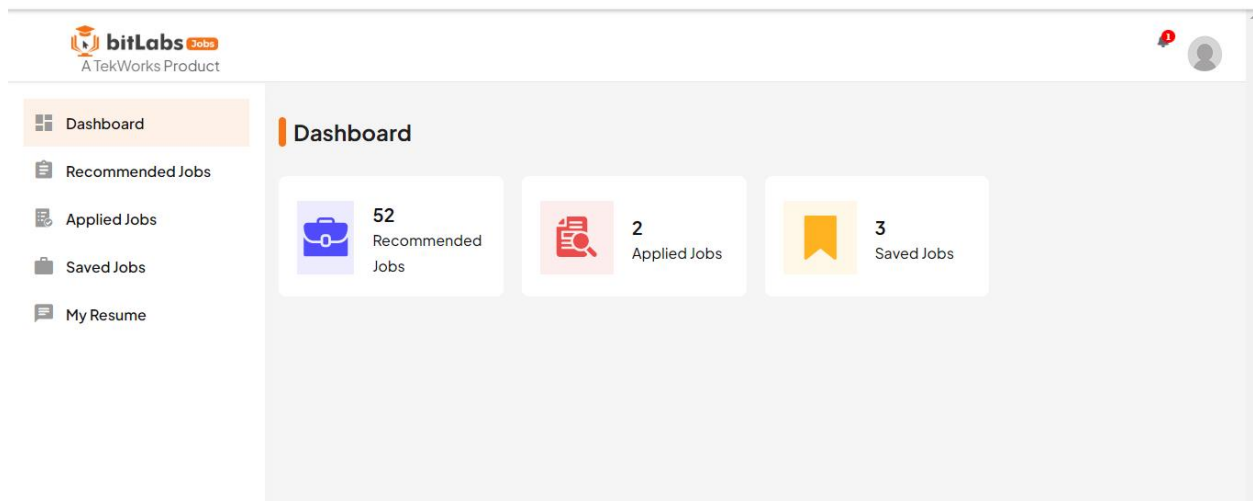 bitLabs Jobs
A TekWorks Product
1
Dashboard
Recommended Jobs
Applied Jobs
Saved Jobs
My Resume
Dashboard
52
Recommended
Jobs
2
Applied Jobs
3
Saved Jobs